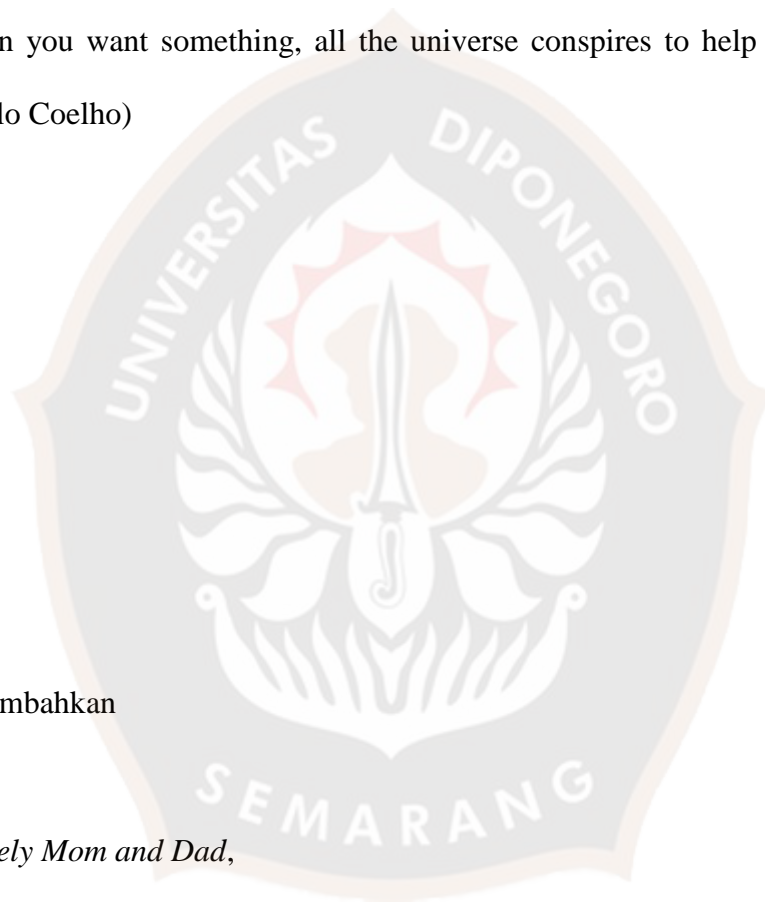 n you want something, all the universe conspires to help
lo Coelho)
UNIVERSITAS DIPONEGORO
mbahkan
SEMARANG
ely Mom and Dad,